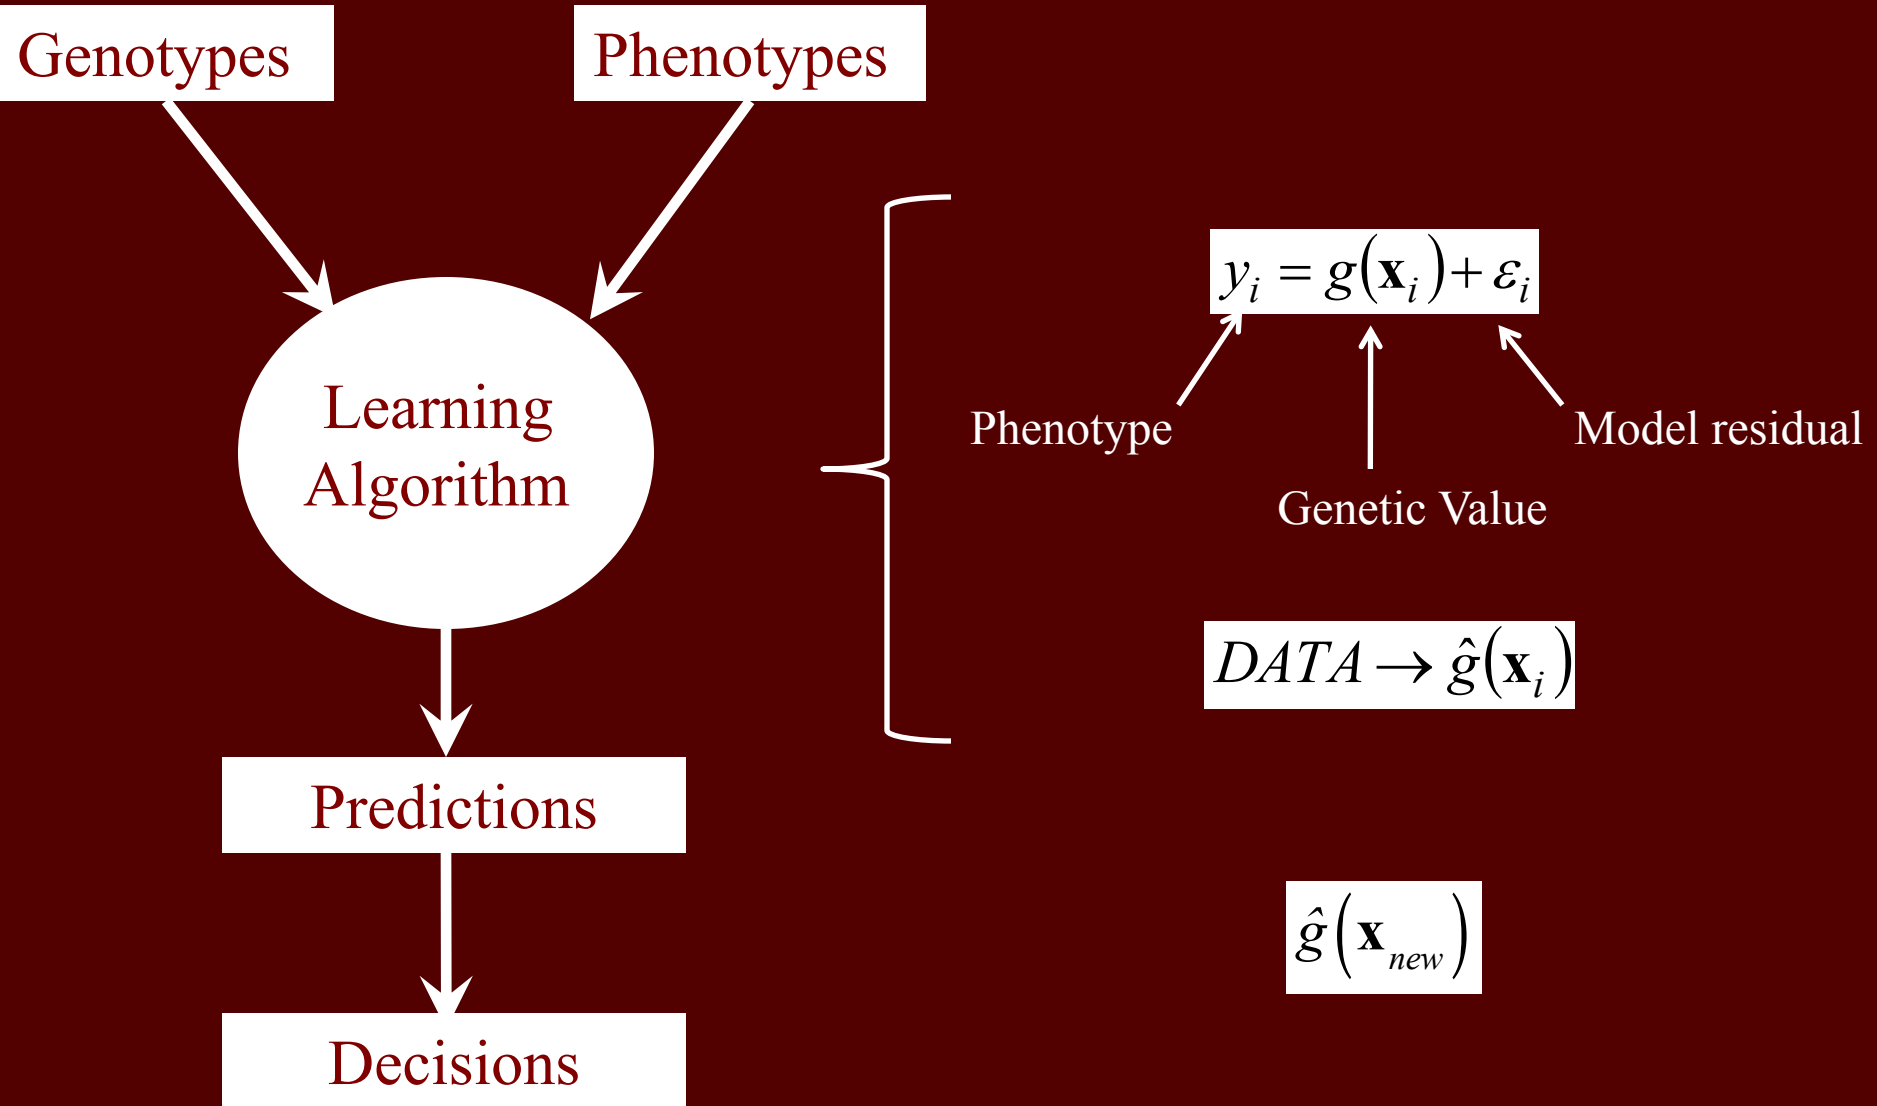 Genotypes
Phenotypes
Learning
Algorithm
Predictions
Decisions
y_i = g(x_i) + ε_i
Phenotype
Model residual
Genetic Value
DATA → ĝ(x_i)
ĝ(x_new)